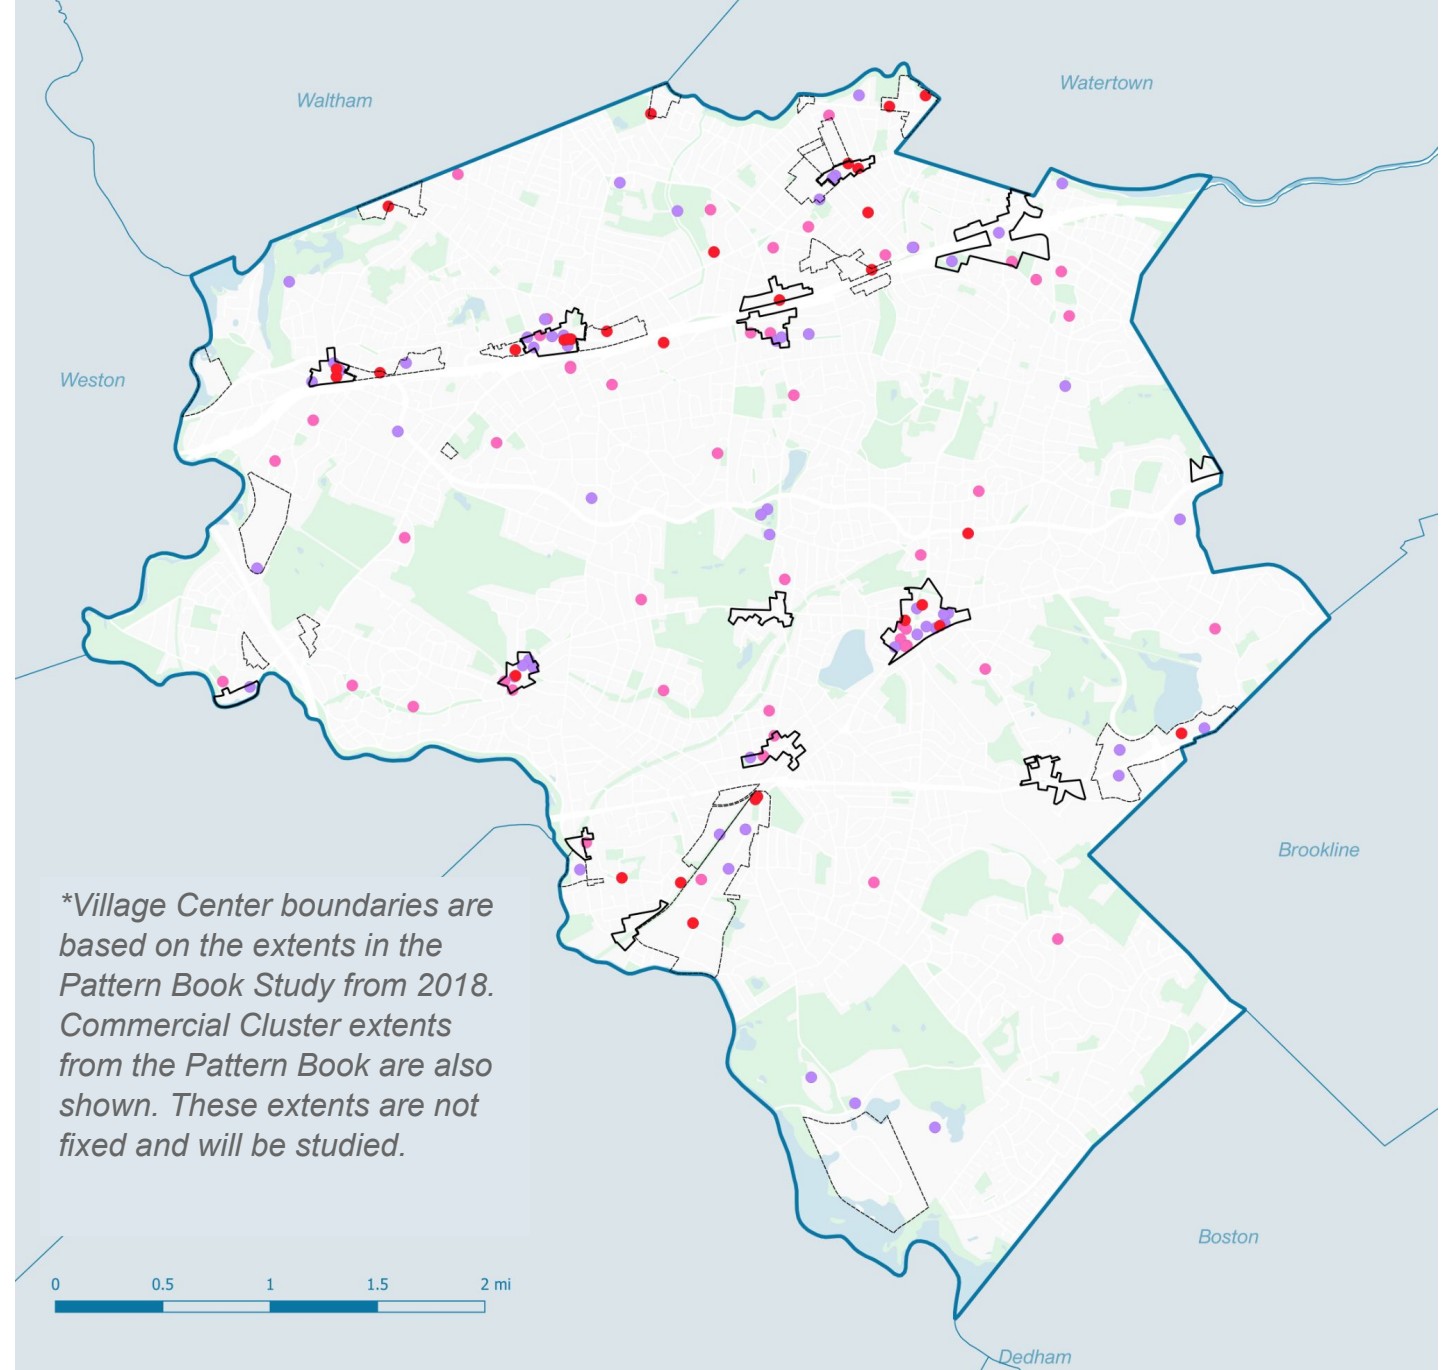 Waltham
Watertown
Weston
*Village Center boundaries are
based on the extents in the
Pattern Book Study from 2018.
Commercial Cluster extents
from the Pattern Book are also
shown. These extents are not
fixed and will be studied.
Brookline
Boston
0 0.5 1 1.5 2 mi
Dedham